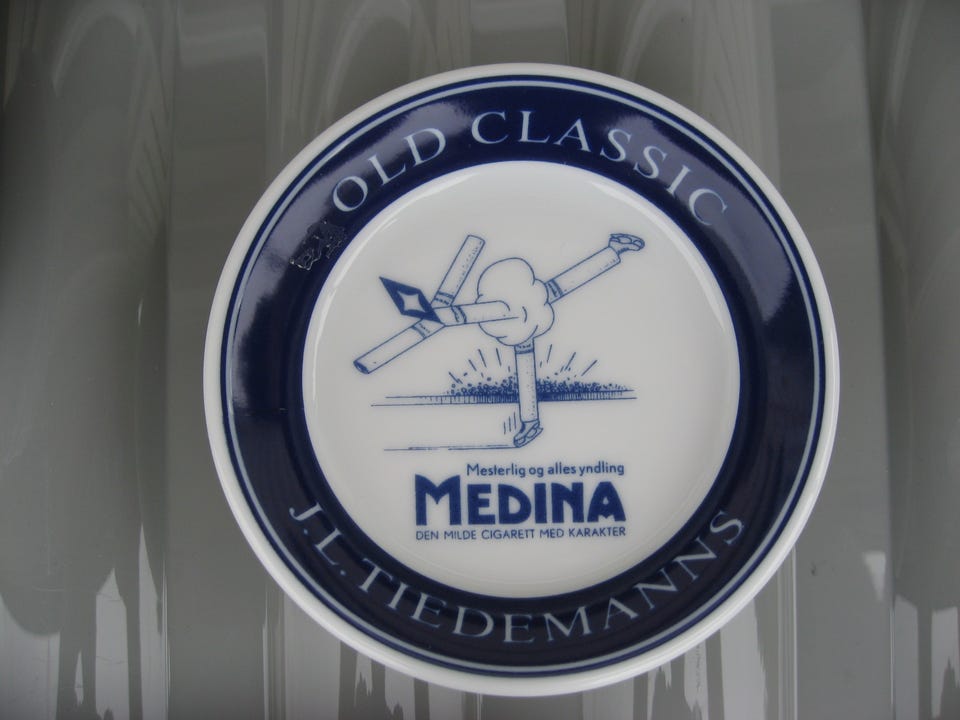 OLD CLASSIC
Mesterlig og alles yndling
MEDINA
DEN MILDE CIGARETT MED KARAKTER
J.L.TIEDEMANNS